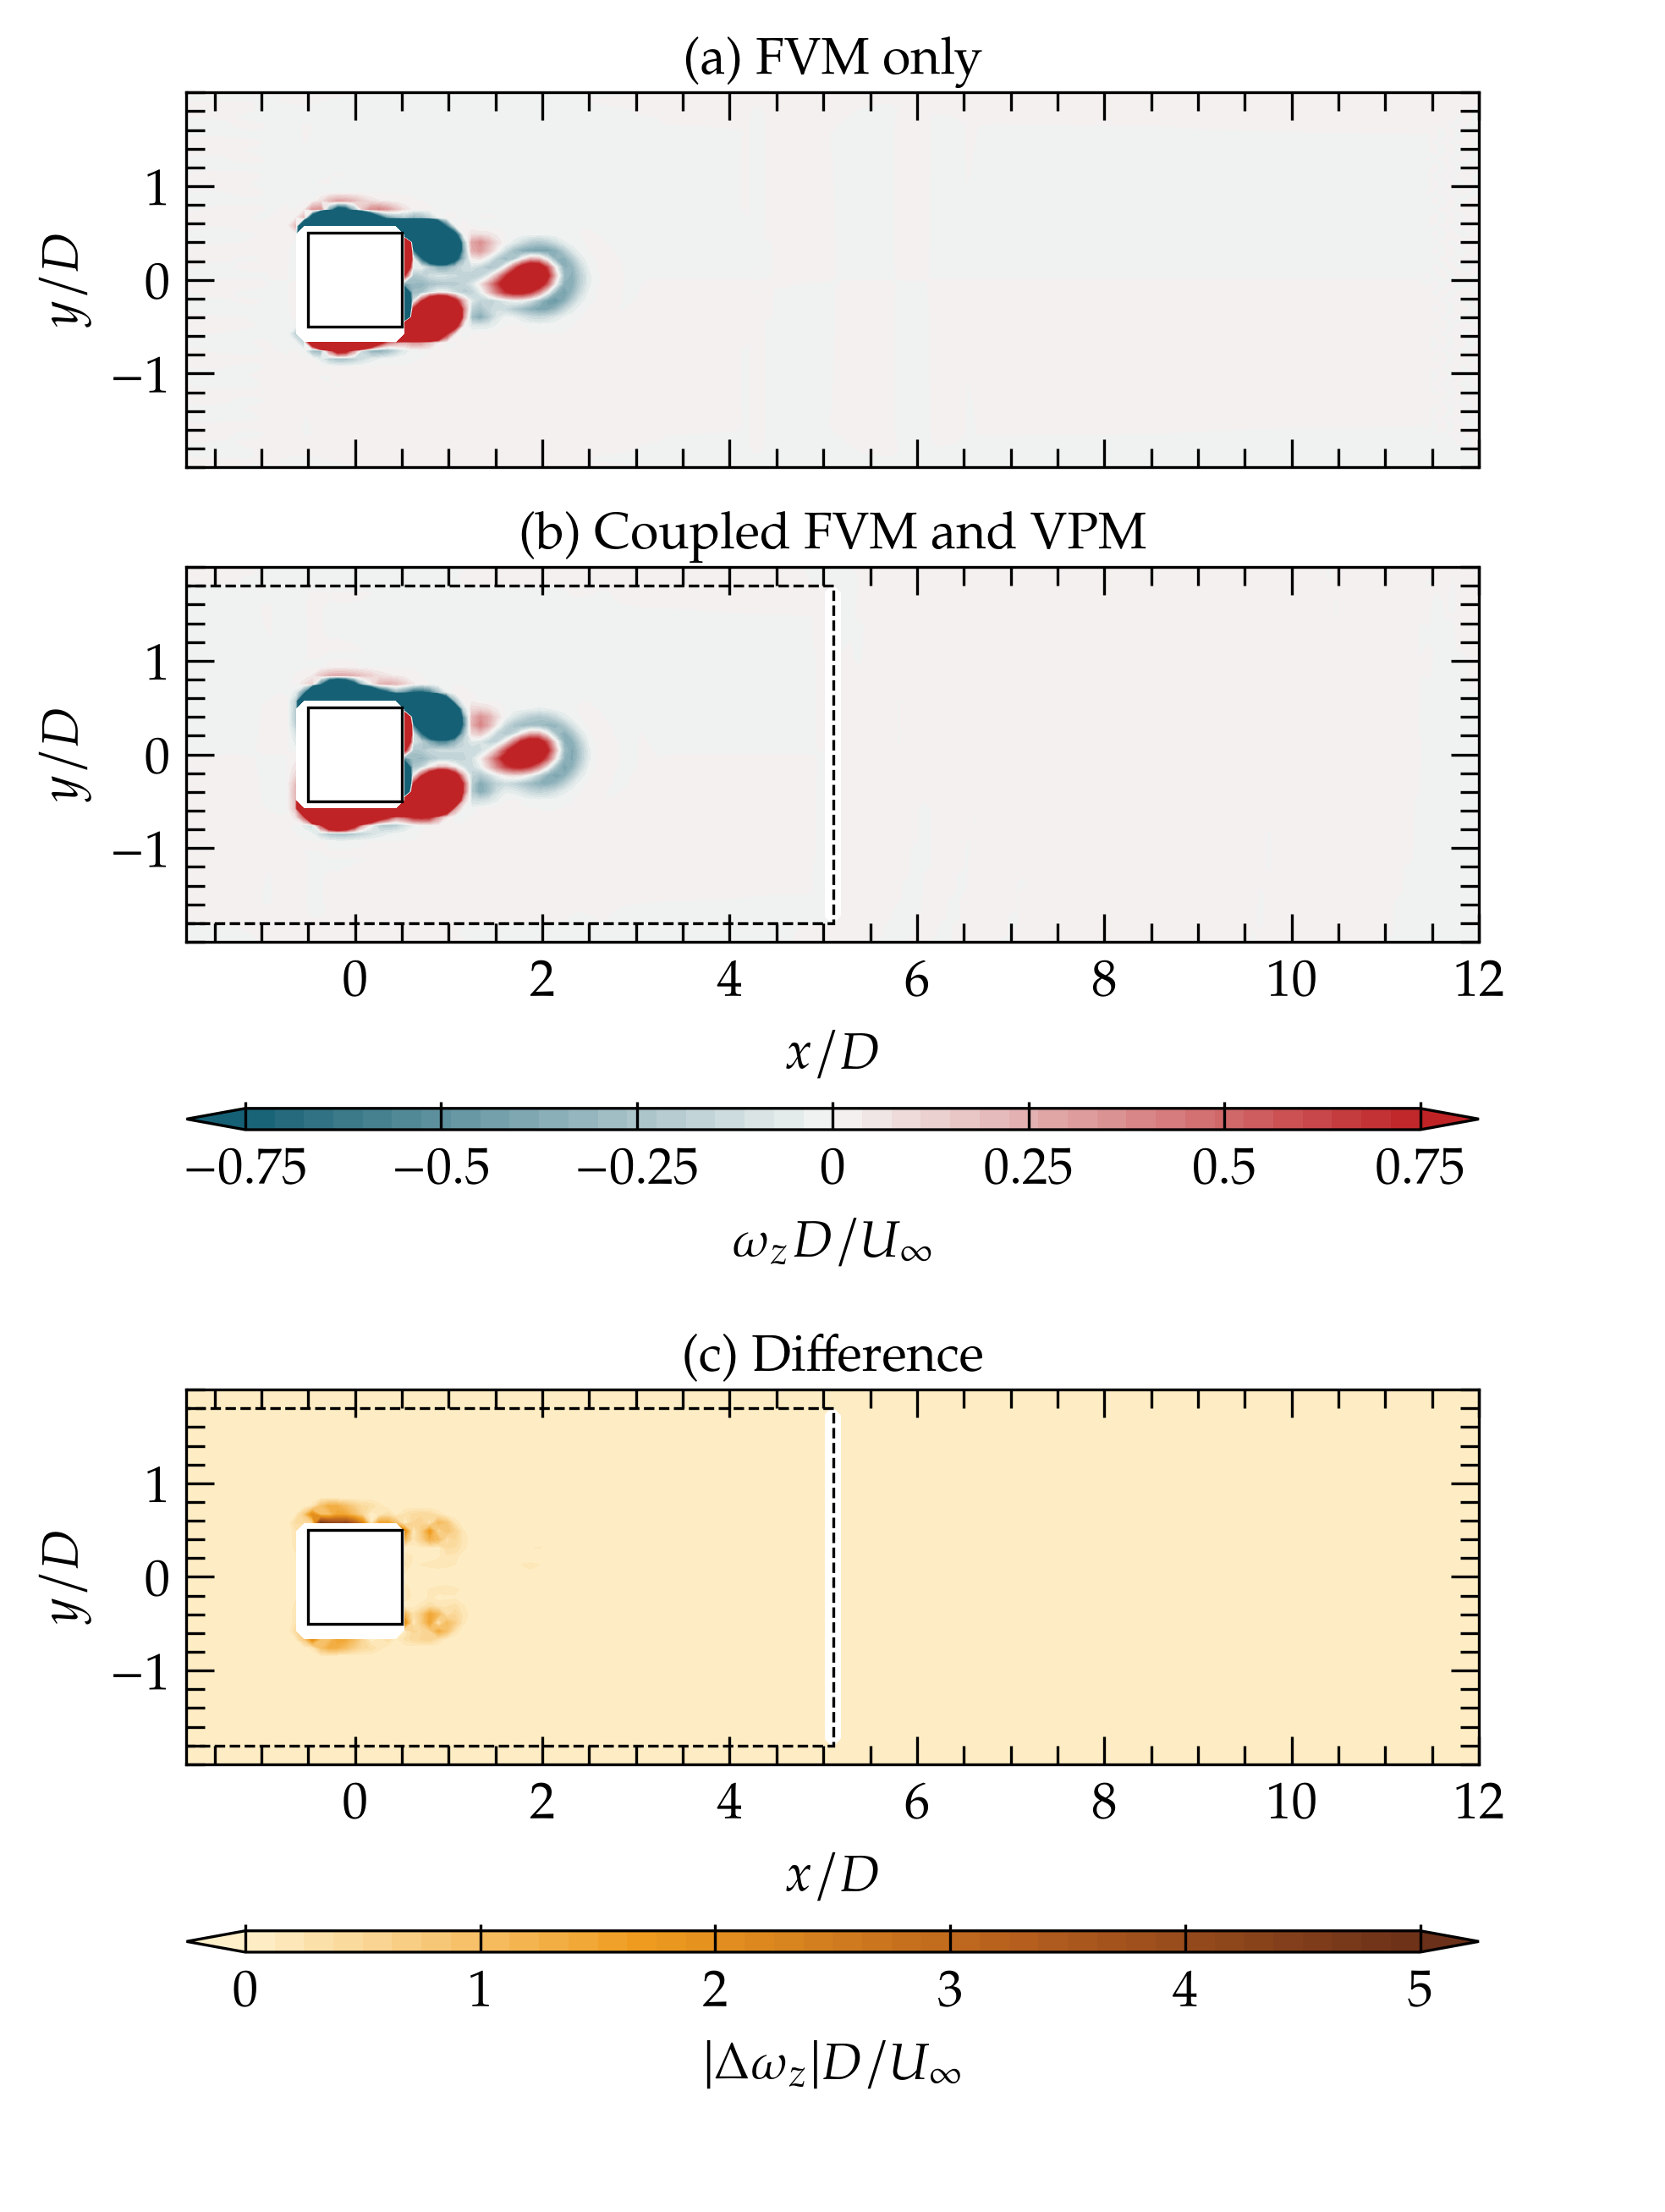 (a) FVM only
1
0
−1
y/D
(b) Coupled FVM and VPM
1
0
−1
y/D
0 2 4 6 8 10 12
x/D
−0.75 −0.5 −0.25 0 0.25 0.5 0.75
ω_z D/U_∞
(c) Difference
1
0
−1
y/D
0 2 4 6 8 10 12
x/D
0 1 2 3 4 5
|Δω_z|D/U_∞